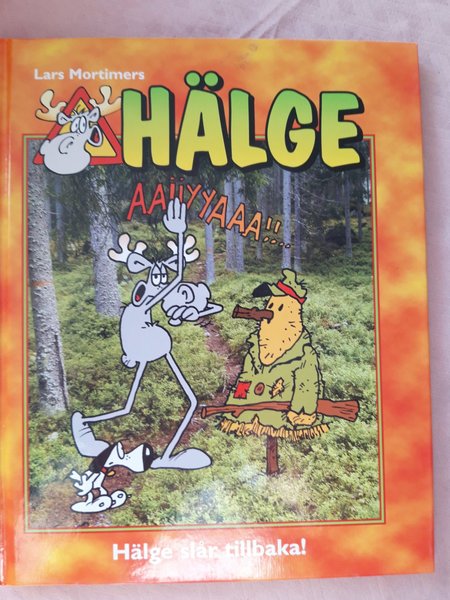 Lars Mortimers
HÄLGE
AAIIYYAAA!!...
Hälge slår tillbaka!